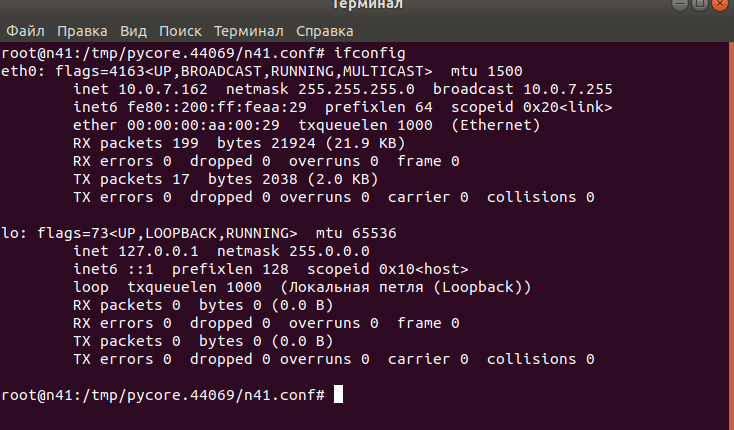 Терминал
Файл Правка Вид Поиск Терминал Справка
root@n41:/tmp/pycore.44069/n41.conf# ifconfig
eth0: flags=4163<UP,BROADCAST,RUNNING,MULTICAST>  mtu 1500
        inet 10.0.7.162  netmask 255.255.255.0  broadcast 10.0.7.255
        inet6 fe80::200:ff:feaa:29  prefixlen 64  scopeid 0x20<link>
        ether 00:00:00:aa:00:29  txqueuelen 1000  (Ethernet)
        RX packets 199  bytes 21924 (21.9 KB)
        RX errors 0  dropped 0  overruns 0  frame 0
        TX packets 17  bytes 2038 (2.0 KB)
        TX errors 0  dropped 0 overruns 0  carrier 0  collisions 0

lo: flags=73<UP,LOOPBACK,RUNNING>  mtu 65536
        inet 127.0.0.1  netmask 255.0.0.0
        inet6 ::1  prefixlen 128  scopeid 0x10<host>
        loop  txqueuelen 1000  (Локальная петля (Loopback))
        RX packets 0  bytes 0 (0.0 B)
        RX errors 0  dropped 0  overruns 0  frame 0
        TX packets 0  bytes 0 (0.0 B)
        TX errors 0  dropped 0 overruns 0  carrier 0  collisions 0

root@n41:/tmp/pycore.44069/n41.conf#